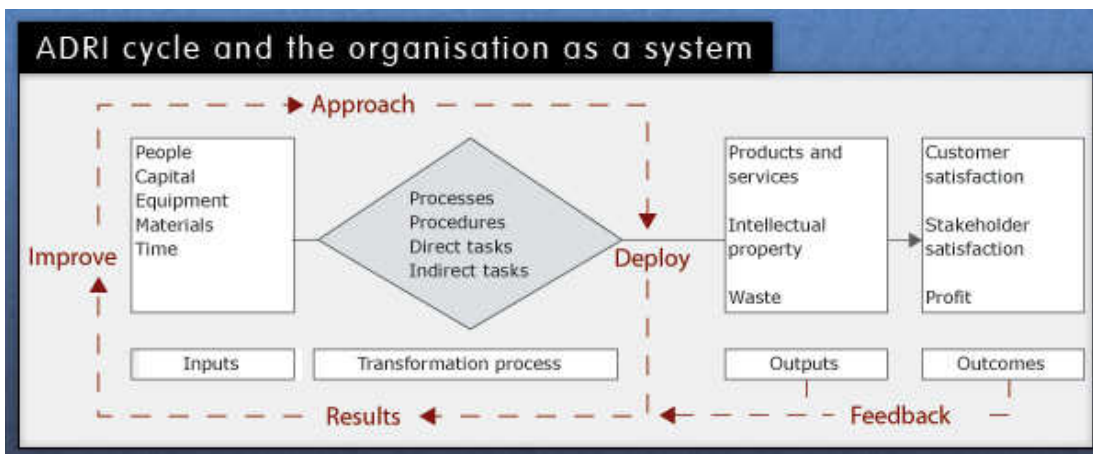 ADRI cycle and the organisation as a system
Approach
People
Capital
Equipment
Materials
Time
Processes
Procedures
Direct tasks
Indirect tasks
Products and
services
Intellectual
property
Waste
Customer
satisfaction
Stakeholder
satisfaction
Profit
Improve
Deploy
Inputs
Transformation process
Outputs
Outcomes
Results
Feedback